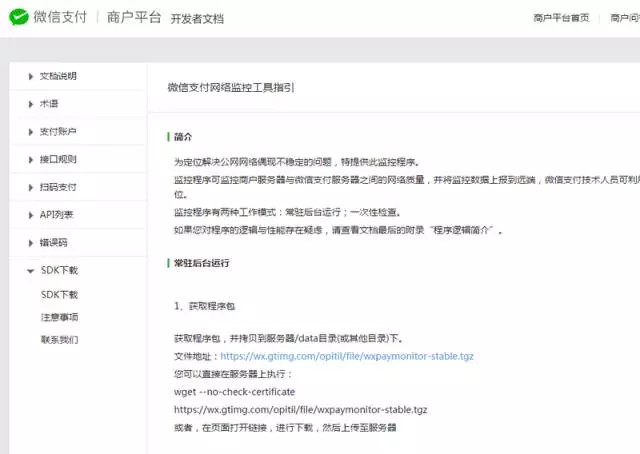 微信支付 | 商户平台 开发者文档 商户平台首页 商户问
文档说明
术语
支付账户
接口规则
扫码支付
API列表
错误码
SDK下载
SDK下载
注意事项
联系我们
微信支付网络监控工具指引
简介
为定位解决公网网络偶现不稳定的问题，特提供此监控程序。
监控程序可监控商户服务器与微信支付服务器之间的网络质量，并将监控数据上报到远端，微信支付技术人员可利用
位。
监控程序有两种工作模式：常驻后台运行；一次性检查。
如果您对程序的逻辑与性能存在疑虑，请查看文档最后的附录“程序逻辑简介”。
常驻后台运行
1、获取程序包
获取程序包，并拷贝到服务器/data目录(或其他目录)下。
文件地址：https://wx.gtimg.com/opitil/file/wxpaymonitor-stable.tgz
您可以直接在服务器上执行：
wget --no-check-certificate
https://wx.gtimg.com/opitil/file/wxpaymonitor-stable.tgz
或者，在页面打开链接，进行下载，然后上传至服务器